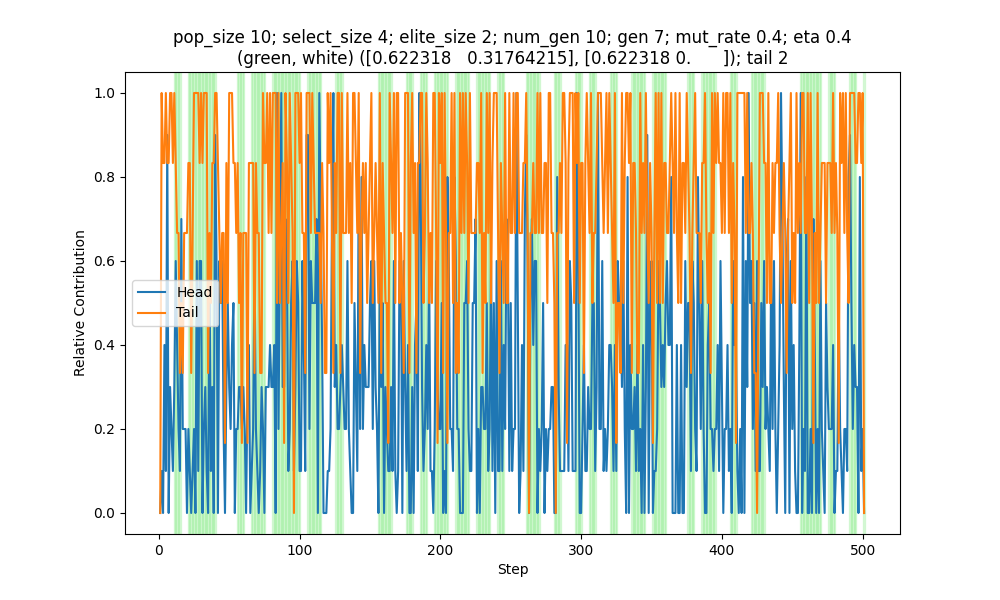 pop_size 10; select_size 4; elite_size 2; num_gen 10; gen 7; mut_rate 0.4; eta 0.4
(green, white) ([0.622318   0.31764215], [0.622318 0.      ]); tail 2
1.0
0.8
0.6
0.4
0.2
0.0
Relative Contribution
Head
Tail
0
100
200
300
400
500
Step